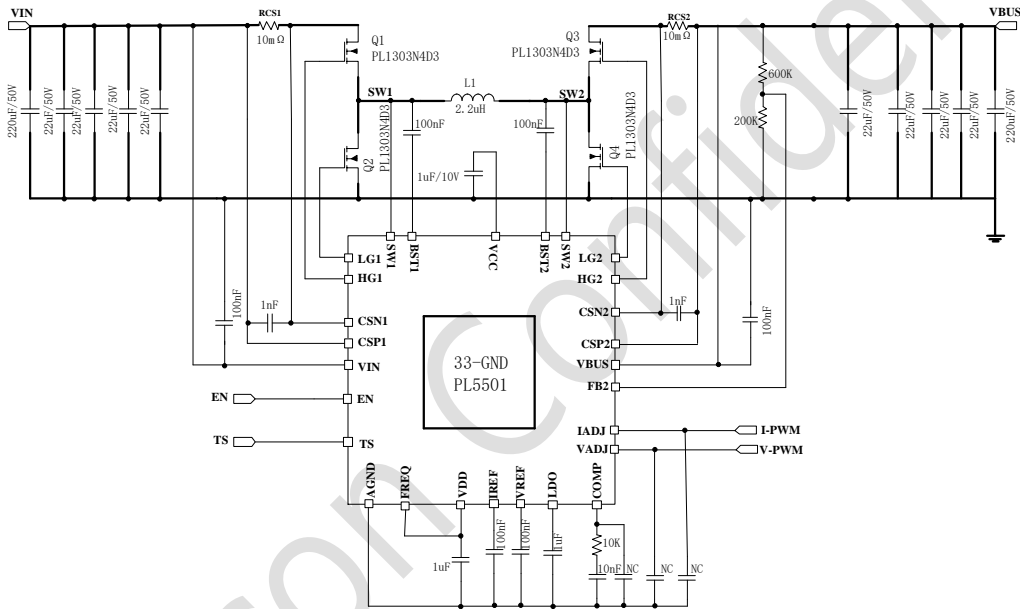 VIN
RCS1
10mΩ
Q1
PL1303N4D3
Q3
PL1303N4D3
RCS2
10mΩ
VBUS
220uF/50V
22uF/50V
22uF/50V
22uF/50V
22uF/50V
SW1
L1
2.2uH
SW2
600K
200K
100nF
100nF
Q2
PL1303N4D3
1uF/10V
Q4
PL1303N4D3
22uF/50V
22uF/50V
22uF/50V
22uF/50V
220uF/50V
SW1
BST1
VCC
BST2
SW2
LG1
HG1
LG2
HG2
100nF
1nF
CSN1
CSP1
VIN
CSN2
1nF
CSP2
VBUS
100nF
33-GND
PL5501
FB2
EN
EN
TS
TS
IADJ
I-PWM
VADJ
V-PWM
AGND
FREQ
VDD
IREF
VREF
LDO
COMP
1uF
100nF
100nF
1uF
10K
10nF
NC
NC
NC
on Confiden